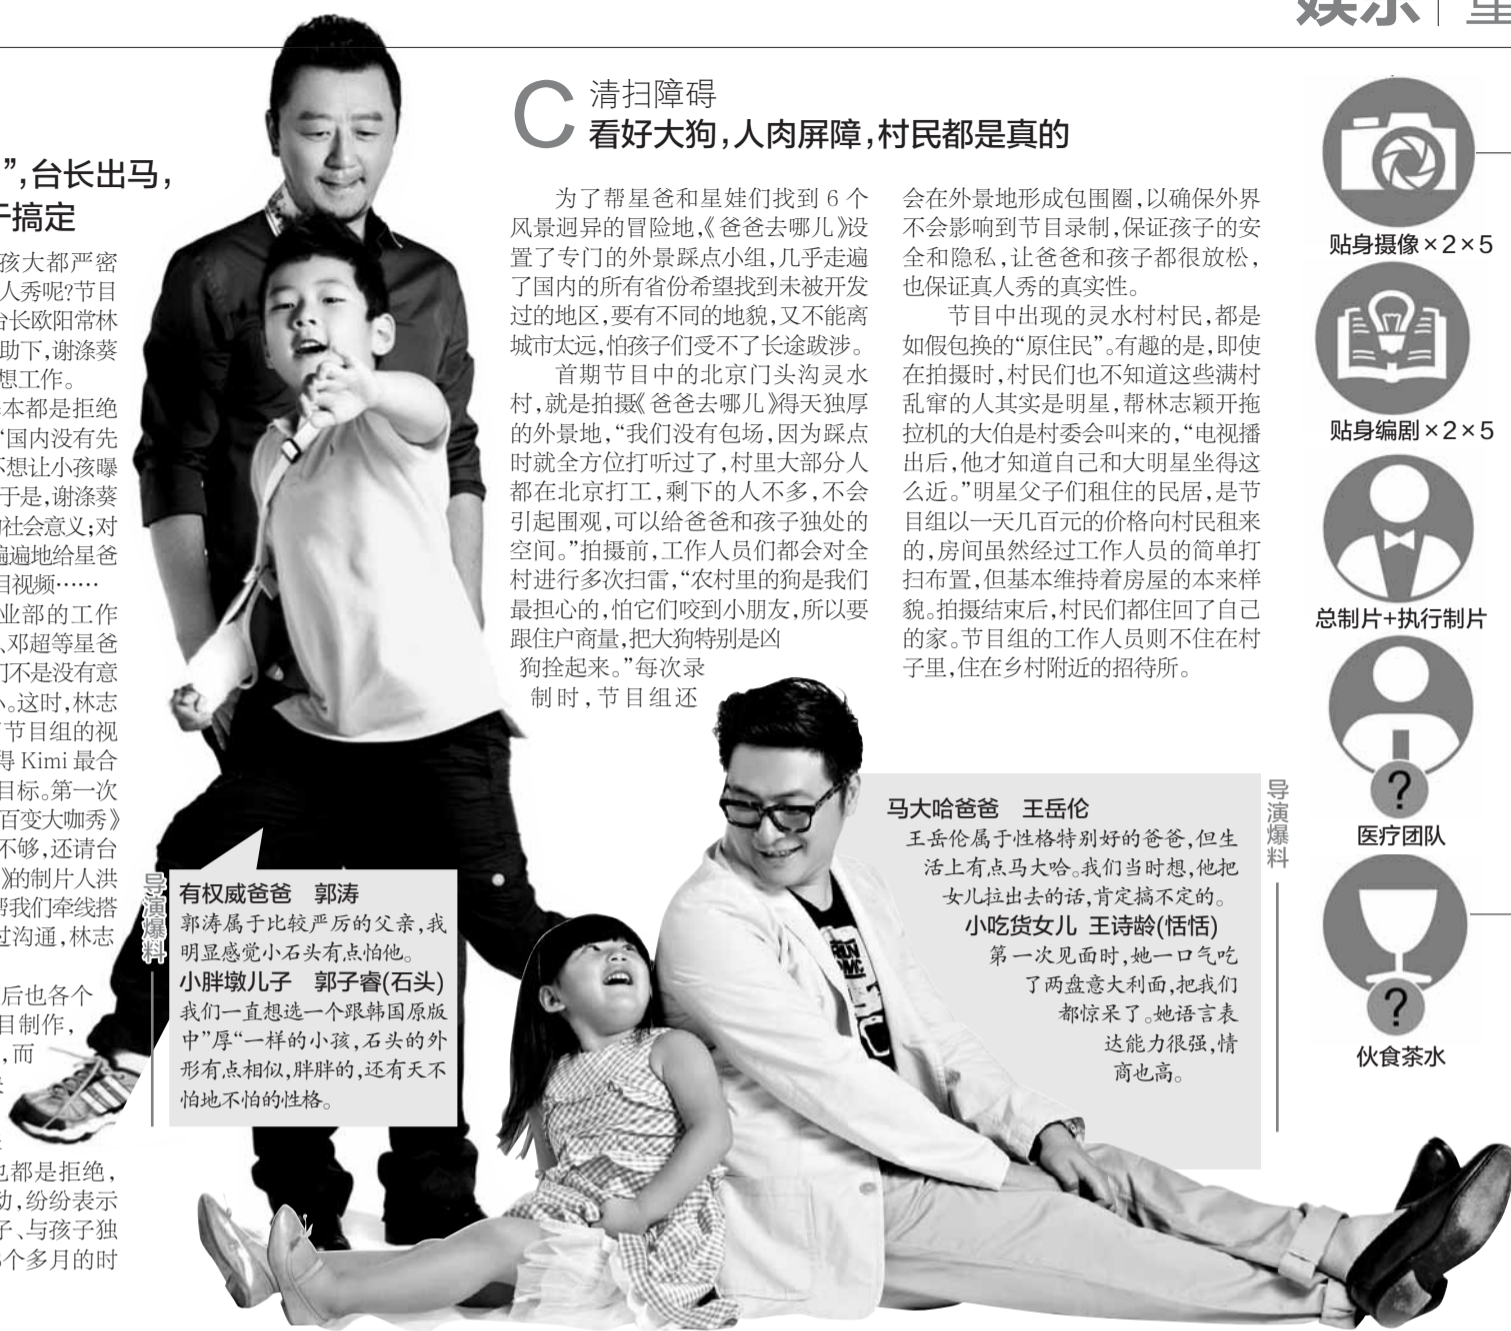 娱乐
”,台长出马,
搞定
孩大都严密
人秀呢?节目
台长欧阳常林
助下,谢涤葵
想工作。
本都是拒绝
“国内没有先
不想让小孩曝
于是,谢涤葵
社会意义;对
遍遍地给星爸
目视频……
业部的工作
、邓超等星爸
们不是没有意
。这时,林志
节目组的视
得 Kimi 最合
目标。第一次
百变大咖秀》
不够,还请台
》的制片人洪
帮我们牵线搭
过沟通,林志
后也各个
目制作,
,而
也都是拒绝,
动,纷纷表示
子、与孩子独
个多月的时
C 清扫障碍
看好大狗,人肉屏障,村民都是真的
为了帮星爸和星娃们找到 6 个
风景迥异的冒险地,《爸爸去哪儿》设
置了专门的外景踩点小组,几乎走遍
了国内的所有省份希望找到未被开发
过的地区,要有不同的地貌,又不能离
城市太远,怕孩子们受不了长途跋涉。
首期节目中的北京门头沟灵水
村,就是拍摄《爸爸去哪儿》得天独厚
的外景地,“我们没有包场,因为踩点
时就全方位打听过了,村里大部分人
都在北京打工,剩下的人不多,不会
引起围观,可以给爸爸和孩子独处的
空间。”拍摄前,工作人员们都会对全
村进行多次扫雷,“农村里的狗是我们
最担心的,怕它们咬到小朋友,所以要
跟住户商量,把大狗特别是凶
狗拴起来。”每次录
制时,节目组还
会在外景地形成包围圈,以确保外界
不会影响到节目录制,保证孩子的安
全和隐私,让爸爸和孩子都很放松,
也保证真人秀的真实性。
节目中出现的灵水村村民,都是
如假包换的“原住民”。有趣的是,即使
在拍摄时,村民们也不知道这些满村
乱窜的人其实是明星,帮林志颖开拖
拉机的大伯是村委会叫来的,“电视播
出后,他才知道自己和大明星坐得这
么近。”明星父子们租住的民居,是节
目组以一天几百元的价格向村民租来
的,房间虽然经过工作人员的简单打
扫布置,但基本维持着房屋的本来样
貌。拍摄结束后,村民们都住回了自己
的家。节目组的工作人员则不住在村
子里,住在乡村附近的招待所。
导演爆料
有权威爸爸 郭涛
郭涛属于比较严厉的父亲,我
明显感觉小石头有点怕他。
小胖墩儿子 郭子睿(石头)
我们一直想选一个跟韩国原版
中”厚“一样的小孩,石头的外
形有点相似,胖胖的,还有天不
怕地不怕的性格。
导演爆料
马大哈爸爸 王岳伦
王岳伦属于性格特别好的爸爸,但生
活上有点马大哈。我们当时想,他把
女儿拉出去的话,肯定搞不定的。
小吃货女儿 王诗龄(恬恬)
第一次见面时,她一口气吃
了两盘意大利面,把我们
都惊呆了。她语言表
达能力很强,情
商也高。
贴身摄像×2×5
贴身编剧×2×5
总制片+执行制片
?
医疗团队
?
伙食茶水